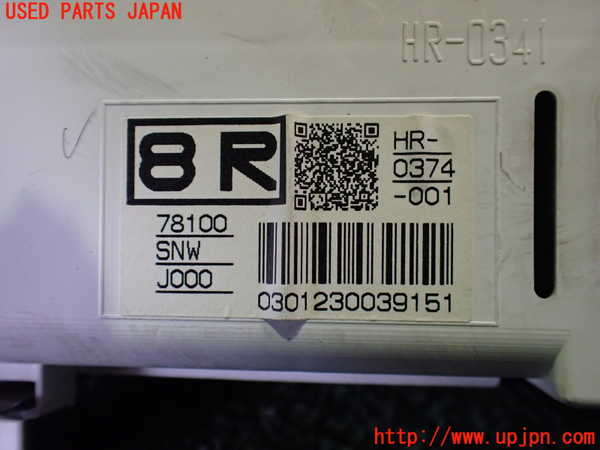 USED PARTS JAPAN
HR-0341
8R
HR-
0374
-001
78100
SNW
J000
0301230039151
http://www.upjpn.com/